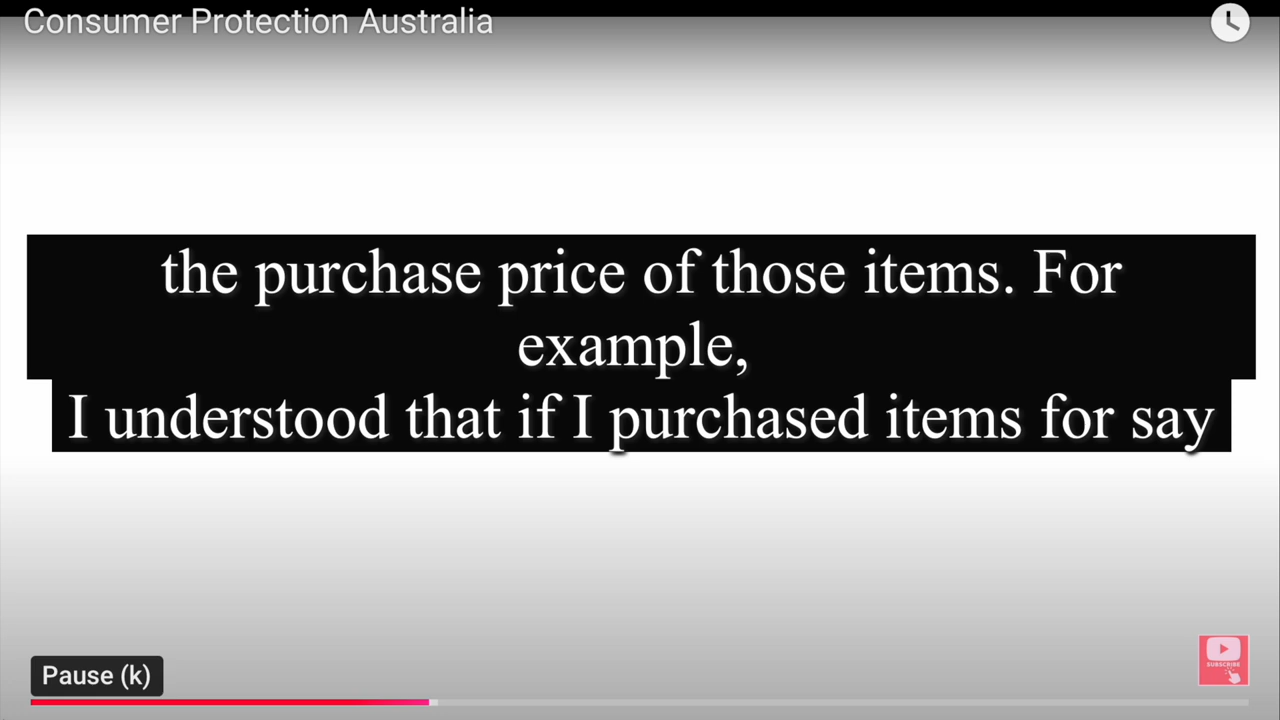 Consumer Protection Australia
the purchase price of those items. For
example,
I understood that if I purchased items for say
SUBSCRIBE
Pause (k)